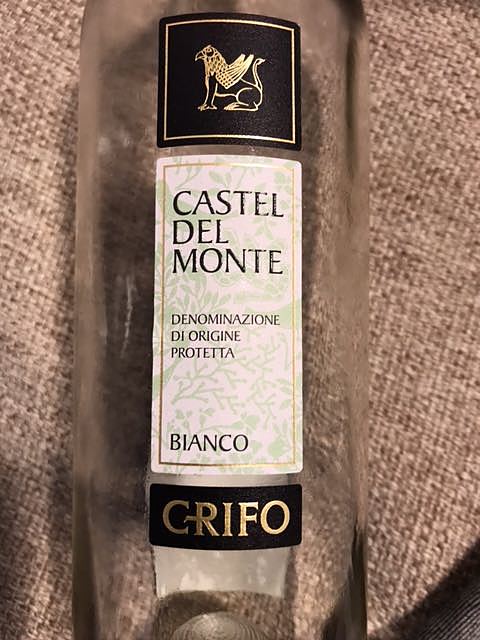 CASTEL
DEL
MONTE
DENOMINAZIONE
DI ORIGINE
PROTETTA
BIANCO
GRIFO